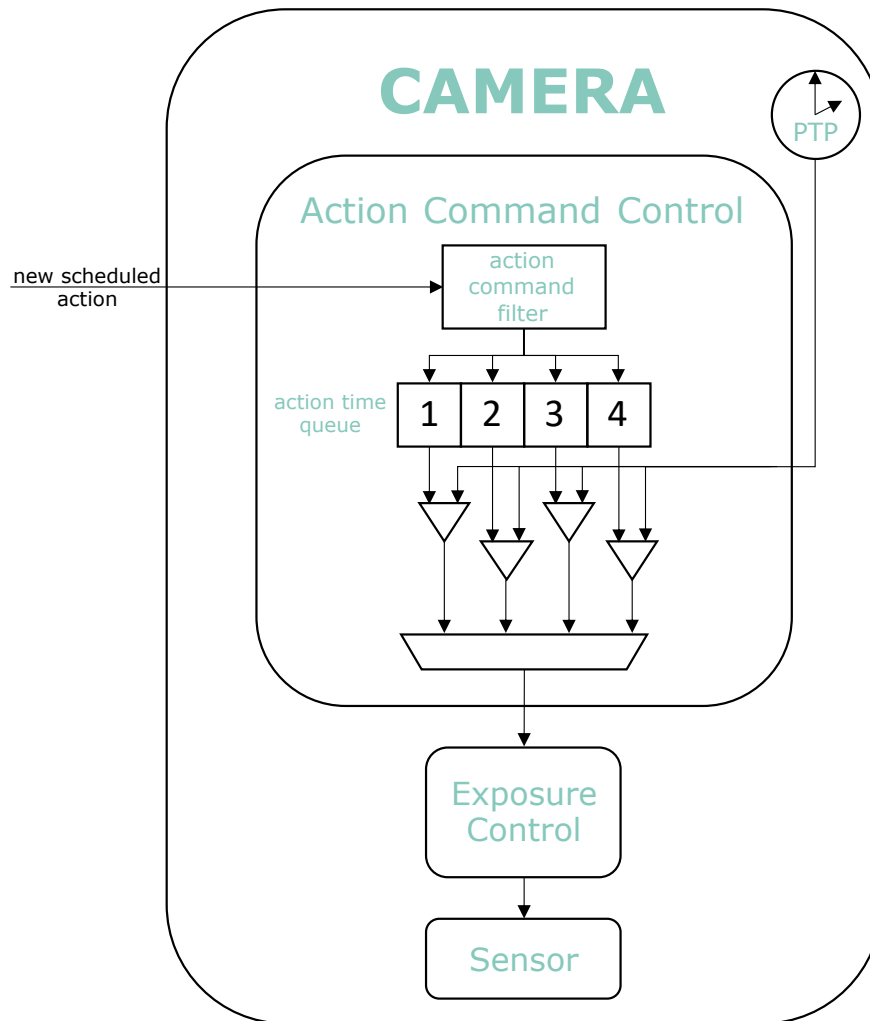 CAMERA
PTP
Action Command Control
new scheduled
action
action
command
filter
action time
queue
1 2 3 4
Exposure
Control
Sensor